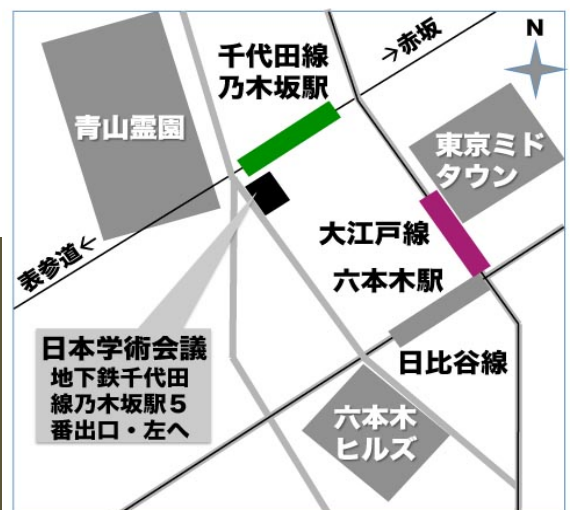 N
千代田線
乃木坂駅
→赤坂
青山霊園
東京ミド
タウン
大江戸線
六本木駅
表参道←
日本学術会議
地下鉄千代田
線乃木坂駅5
番出口・左へ
日比谷線
六本木
ヒルズ